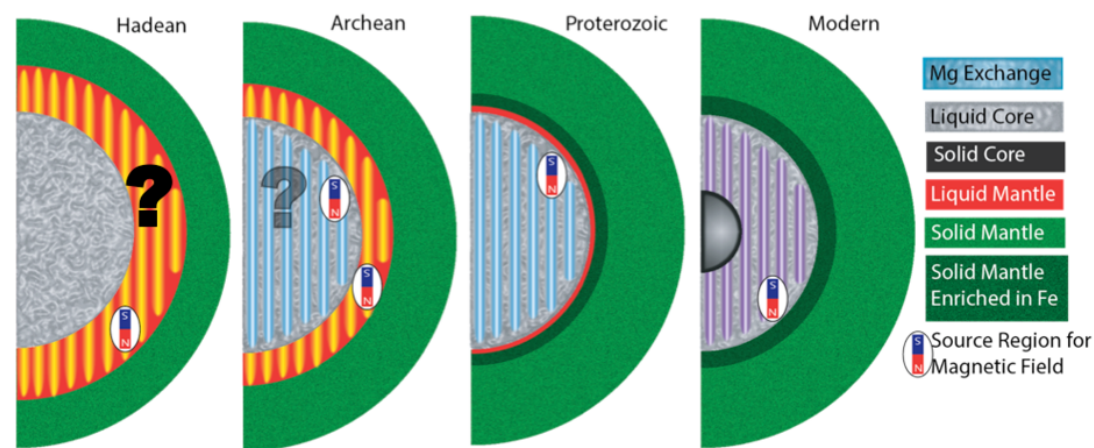 Hadean
Archean
Proterozoic
Modern
?
?
S
N
S
N
S
N
S
N
S
N
Mg Exchange
Liquid Core
Solid Core
Liquid Mantle
Solid Mantle
Solid Mantle
Enriched in Fe
S
N
Source Region for
Magnetic Field